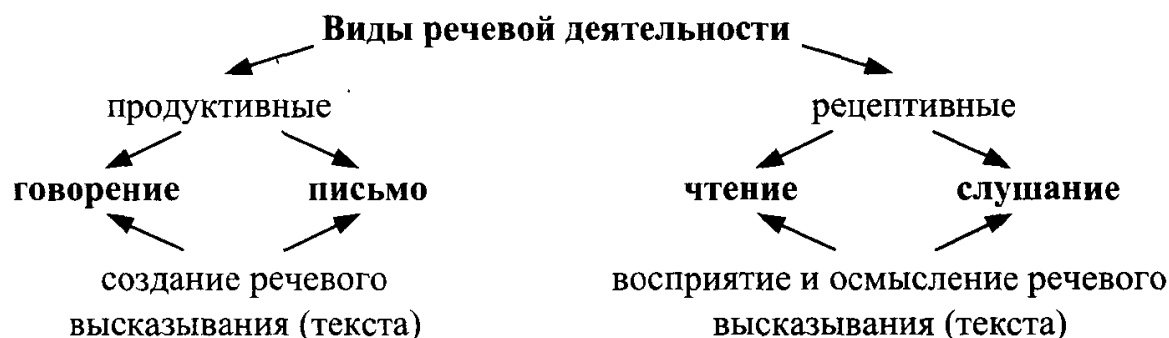 Виды речевой деятельности
продуктивные рецептивные
говорение письмо чтение слушание
создание речевого восприятие и осмысление речевого
высказывания (текста) высказывания (текста)